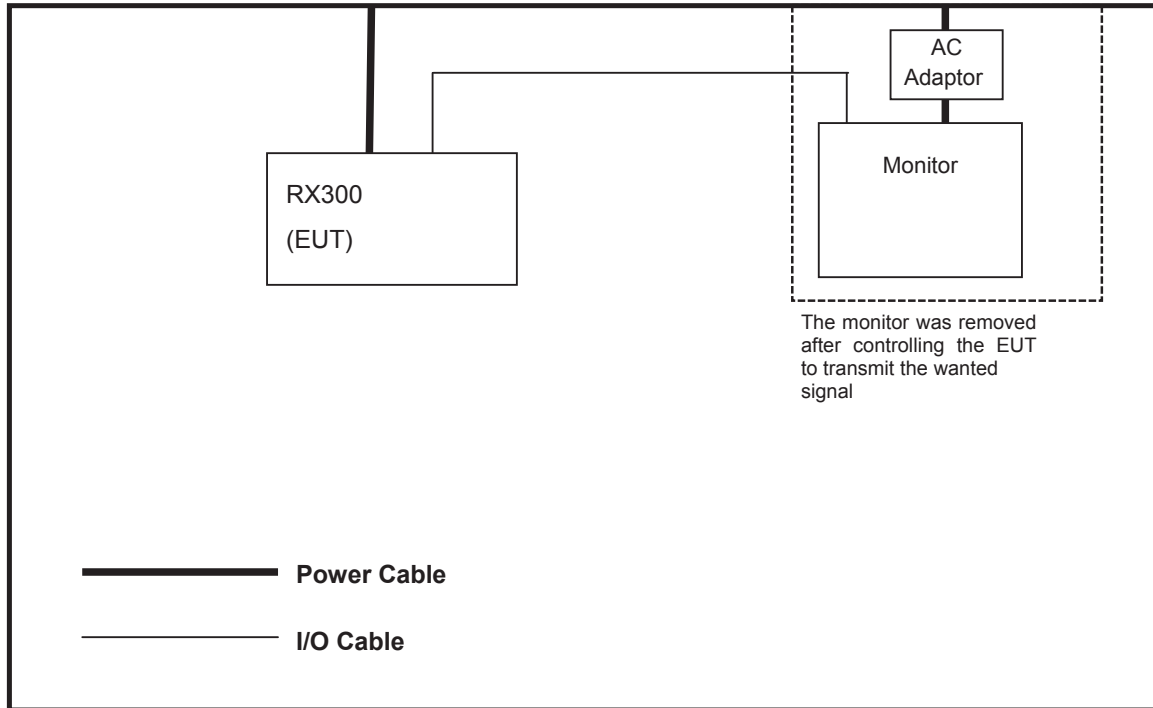 AC
Adaptor
Monitor
RX300
(EUT)
The monitor was removed
after controlling the EUT
to transmit the wanted
signal
Power Cable
I/O Cable